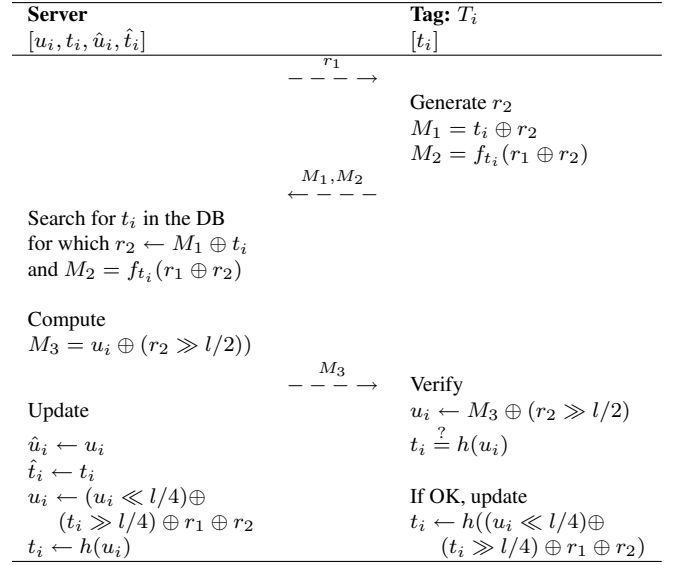 Server Tag: T_i
[u_i, t_i, û_i, t̂_i] [t_i]
r_1
− − − →
Generate r_2
M_1 = t_i ⊕ r_2
M_2 = f_{t_i}(r_1 ⊕ r_2)
M_1,M_2
← − − −
Search for t_i in the DB
for which r_2 ← M_1 ⊕ t_i
and M_2 = f_{t_i}(r_1 ⊕ r_2)
Compute
M_3 = u_i ⊕ (r_2 ≫ l/2))
M_3
− − − →
Verify
Update u_i ← M_3 ⊕ (r_2 ≫ l/2)
û_i ← u_i t_i ≟ h(u_i)
t̂_i ← t_i
u_i ← (u_i ≪ l/4)⊕ If OK, update
(t_i ≫ l/4) ⊕ r_1 ⊕ r_2 t_i ← h((u_i ≪ l/4)⊕
t_i ← h(u_i) (t_i ≫ l/4) ⊕ r_1 ⊕ r_2)